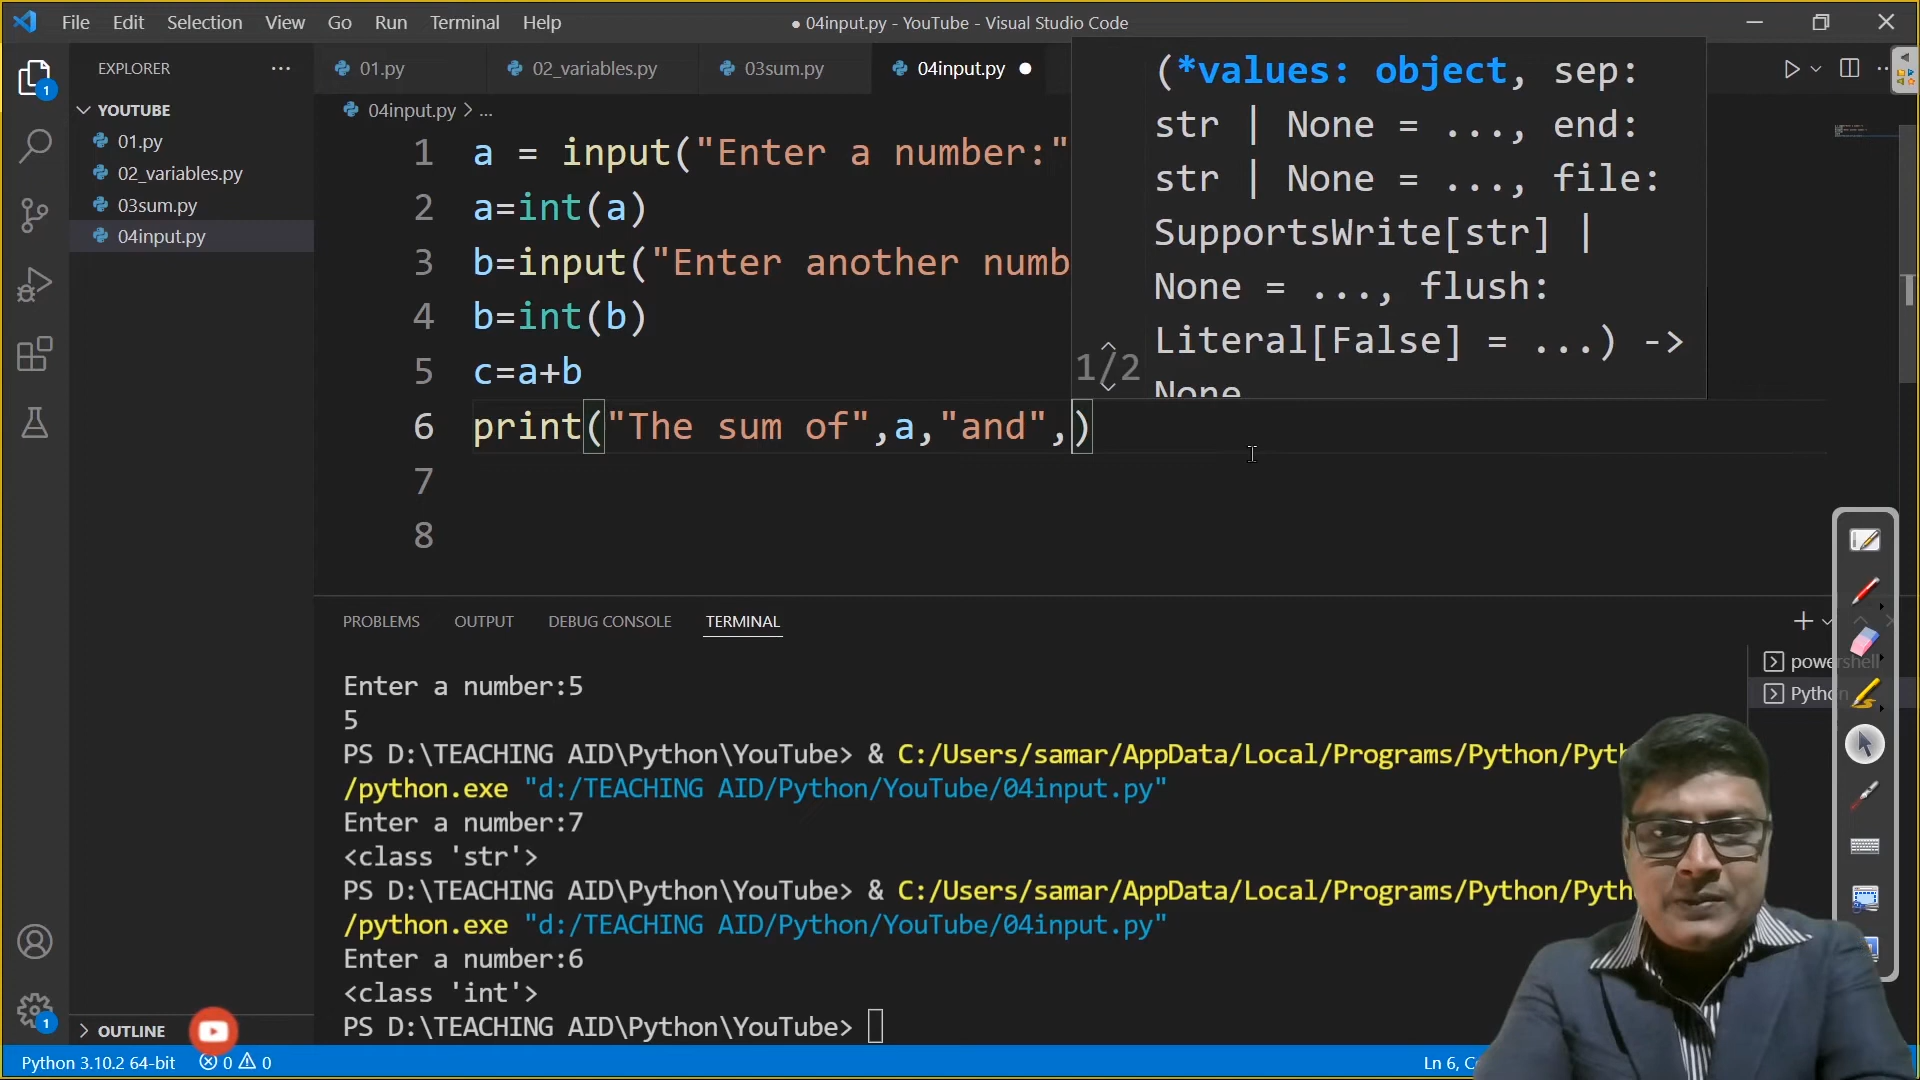 File Edit Selection View Go Run Terminal Help
● 04input.py - YouTube - Visual Studio Code
EXPLORER ···
01.py 02_variables.py 03sum.py 04input.py ●
YOUTUBE
01.py
02_variables.py
03sum.py
04input.py
04input.py > ...
1 a = input("Enter a number:"
2 a=int(a)
3 b=input("Enter another numb
4 b=int(b)
5 c=a+b
6 print("The sum of",a,"and",)
7
8
(*values: object, sep:
str | None = ..., end:
str | None = ..., file:
SupportsWrite[str] |
None = ..., flush:
Literal[False] = ...) ->
None
1/2
PROBLEMS OUTPUT DEBUG CONSOLE TERMINAL
powershell
Python
Enter a number:5
5
PS D:\TEACHING AID\Python\YouTube> & C:/Users/samar/AppData/Local/Programs/Python/Pyth
/python.exe "d:/TEACHING AID/Python/YouTube/04input.py"
Enter a number:7
<class 'str'>
PS D:\TEACHING AID\Python\YouTube> & C:/Users/samar/AppData/Local/Programs/Python/Pyth
/python.exe "d:/TEACHING AID/Python/YouTube/04input.py"
Enter a number:6
<class 'int'>
PS D:\TEACHING AID\Python\YouTube>
1
1
OUTLINE
Python 3.10.2 64-bit 0 0
Ln 6, C